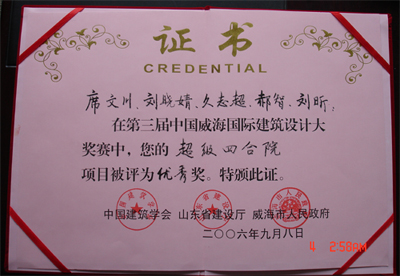 证书
CREDENTIAL
席文川、刘晓婧、久志超、郝智、刘昕：
在第三届中国威海国际建筑设计大
奖赛中，您的超级四合院
项目被评为优秀奖。特颁此证。
中国建筑学会 山东省建设厅 威海市人民政府
二〇〇六年九月八日
4 2:58AM